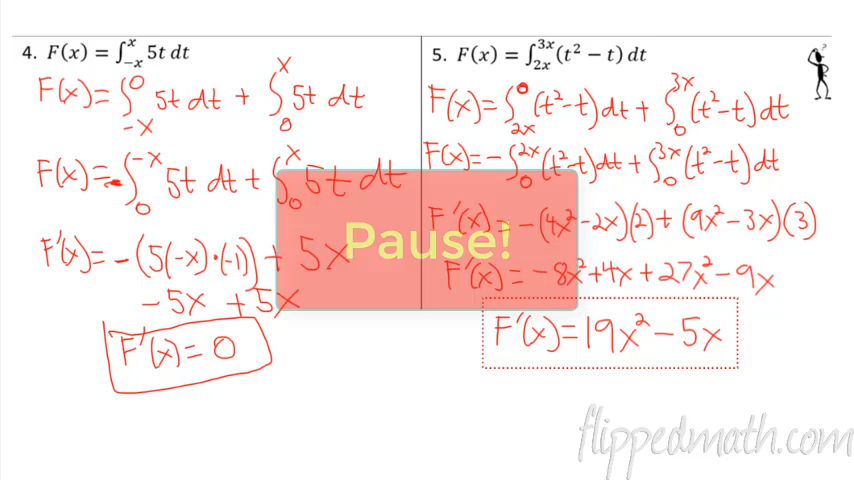 4. F(x) = ∫_{-x}^{x} 5t dt
F(x) = ∫_{-x}^{0} 5t dt + ∫_{0}^{x} 5t dt
F(x) = -∫_{0}^{-x} 5t dt + ∫_{0}^{x} 5t dt
F'(x) = -(5(-x)·(-1)) + 5x
-5x + 5x
F'(x) = 0
5. F(x) = ∫_{2x}^{3x} (t² − t) dt
F(x) = ∫_{2x}^{0} (t²-t) dt + ∫_{0}^{3x} (t²-t) dt
F(x) = -∫_{0}^{2x} (t²-t) dt + ∫_{0}^{3x} (t²-t) dt
F'(x) = -(4x²-2x)(2) + (9x²-3x)(3)
F'(x) = -8x²+4x+27x²-9x
F'(x) = 19x² - 5x
Pause!
flippedmath.com